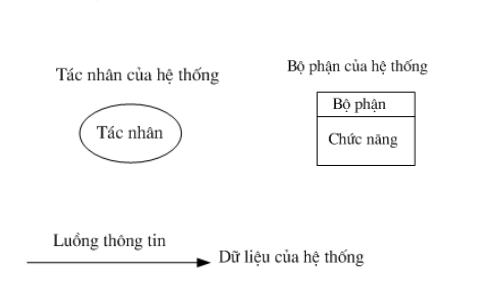 Tác nhân của hệ thống
Bộ phận của hệ thống
Tác nhân
Bộ phận
Chức năng
Luồng thông tin
Dữ liệu của hệ thống